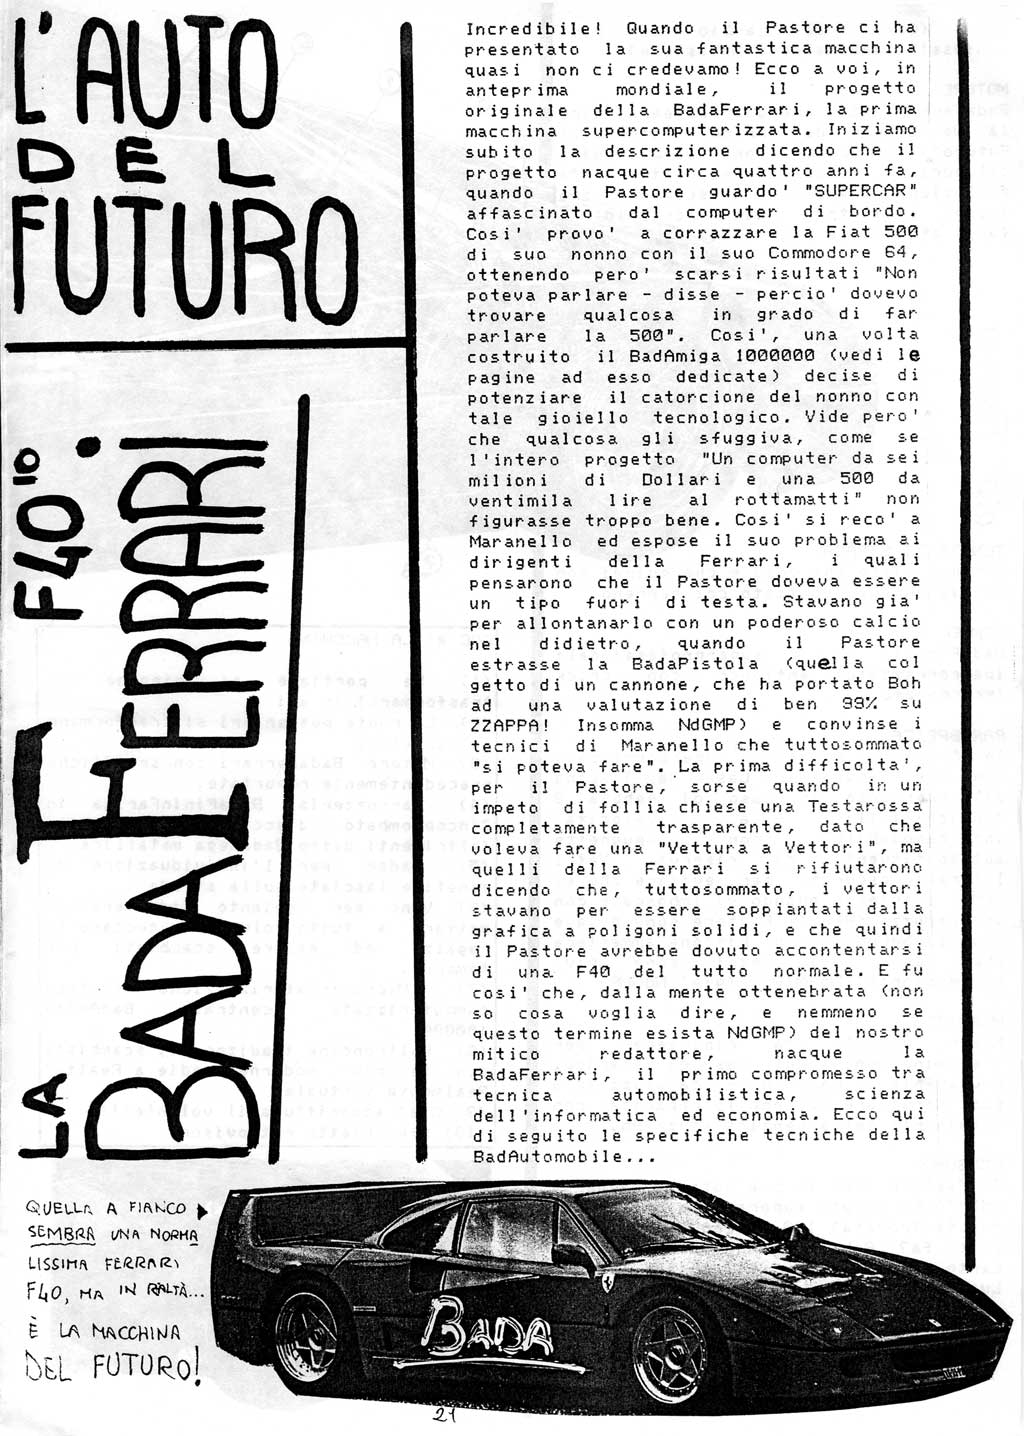 L'AUTO
DEL
FUTURO
LA BADAFERRARI F40".
Incredibile! Quando il Pastore ci ha
presentato la sua fantastica macchina
quasi non ci credevamo! Ecco a voi, in
anteprima mondiale, il progetto
originale della BadaFerrari, la prima
macchina supercomputerizzata. Iniziamo
subito la descrizione dicendo che il
progetto nacque circa quattro anni fa,
quando il Pastore guardo' "SUPERCAR"
affascinato dal computer di bordo.
Cosi' provo' a corrazzare la Fiat 500
di suo nonno con il suo Commodore 64,
ottenendo pero' scarsi risultati "Non
poteva parlare - disse - percio' dovevo
trovare qualcosa in grado di far
parlare la 500". Cosi', una volta
costruito il BadAmiga 1000000 (vedi le
pagine ad esso dedicate) decise di
potenziare il catorcione del nonno con
tale gioiello tecnologico. Vide pero'
che qualcosa gli sfuggiva, come se
l'intero progetto "Un computer da sei
milioni di Dollari e una 500 da
ventimila lire al rottamatti" non
figurasse troppo bene. Cosi' si reco' a
Maranello ed espose il suo problema ai
dirigenti della Ferrari, i quali
pensarono che il Pastore doveva essere
un tipo fuori di testa. Stavano gia'
per allontanarlo con un poderoso calcio
nel didietro, quando il Pastore
estrasse la BadaPistola (quella col
getto di un cannone, che ha portato Boh
ad una valutazione di ben 99% su
ZZAPPA! Insomma NdGMP) e convinse i
tecnici di Maranello che tuttosommato
"si poteva fare". La prima difficolta',
per il Pastore, sorse quando in un
impeto di follia chiese una Testarossa
completamente trasparente, dato che
voleva fare una "Vettura a Vettori", ma
quelli della Ferrari si rifiutarono
dicendo che, tuttosommato, i vettori
stavano per essere soppiantati dalla
grafica a poligoni solidi, e che quindi
il Pastore avrebbe dovuto accontentarsi
di una F40 del tutto normale. E fu
cosi' che, dalla mente ottenebrata (non
so cosa voglia dire, e nemmeno se
questo termine esista NdGMP) del nostro
mitico redattore, nacque la
BadaFerrari, il primo compromesso tra
tecnica automobilistica, scienza
dell'informatica ed economia. Ecco qui
di seguito le specifiche tecniche della
BadAutomobile...
QUELLA A FIANCO
SEMBRA UNA NORMA
LISSIMA FERRARI
F40, MA IN RALTÀ...
È LA MACCHINA
DEL FUTURO!
BADA
21